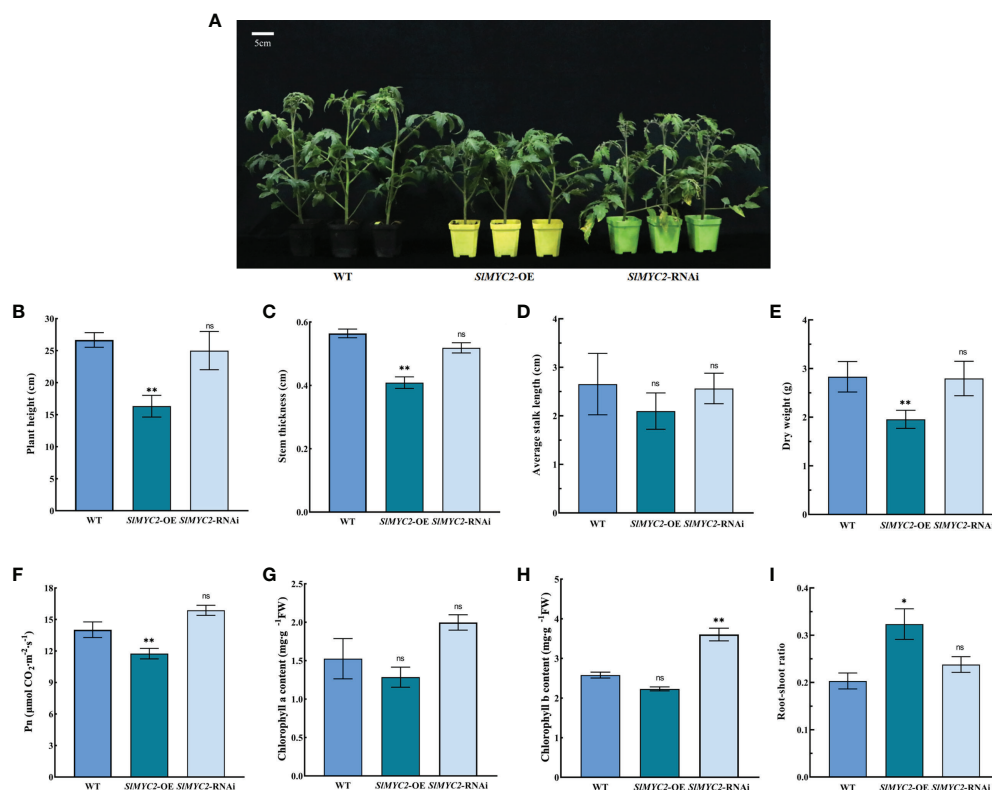 A
5cm
WT SlMYC2-OE SlMYC2-RNAi
B
Plant height (cm)
30
25
20
15
10
5
0
**
ns
WT SlMYC2-OE SlMYC2-RNAi
C
Stem thickness (cm)
0.6
0.4
0.2
0.0
**
ns
WT SlMYC2-OE SlMYC2-RNAi
D
Average stalk length (cm)
4
3
2
1
0
ns
ns
WT SlMYC2-OE SlMYC2-RNAi
E
Dry weight (g)
4
3
2
1
0
**
ns
WT SlMYC2-OE SlMYC2-RNAi
F
Pn (μmol CO₂·m⁻²·s⁻¹)
18
15
12
9
6
3
0
**
ns
WT SlMYC2-OE SlMYC2-RNAi
G
Chlorophyll a content (mg·g ⁻¹FW)
2.5
2.0
1.5
1.0
0.5
0.0
ns
ns
WT SlMYC2-OE SlMYC2-RNAi
H
Chlorophyll b content (mg·g ⁻¹FW)
5
4
3
2
1
0
ns
**
WT SlMYC2-OE SlMYC2-RNAi
I
Root-shoot ratio
0.4
0.3
0.2
0.1
0.0
*
ns
WT SlMYC2-OE SlMYC2-RNAi